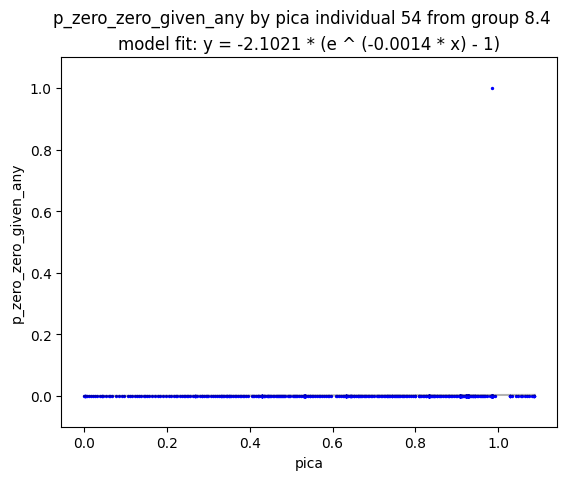 p_zero_zero_given_any by pica individual 54 from group 8.4
model fit: y = -2.1021 * (e ^ (-0.0014 * x) - 1)
1.0
0.8
0.6
0.4
0.2
0.0
p_zero_zero_given_any
0.0 0.2 0.4 0.6 0.8 1.0
pica